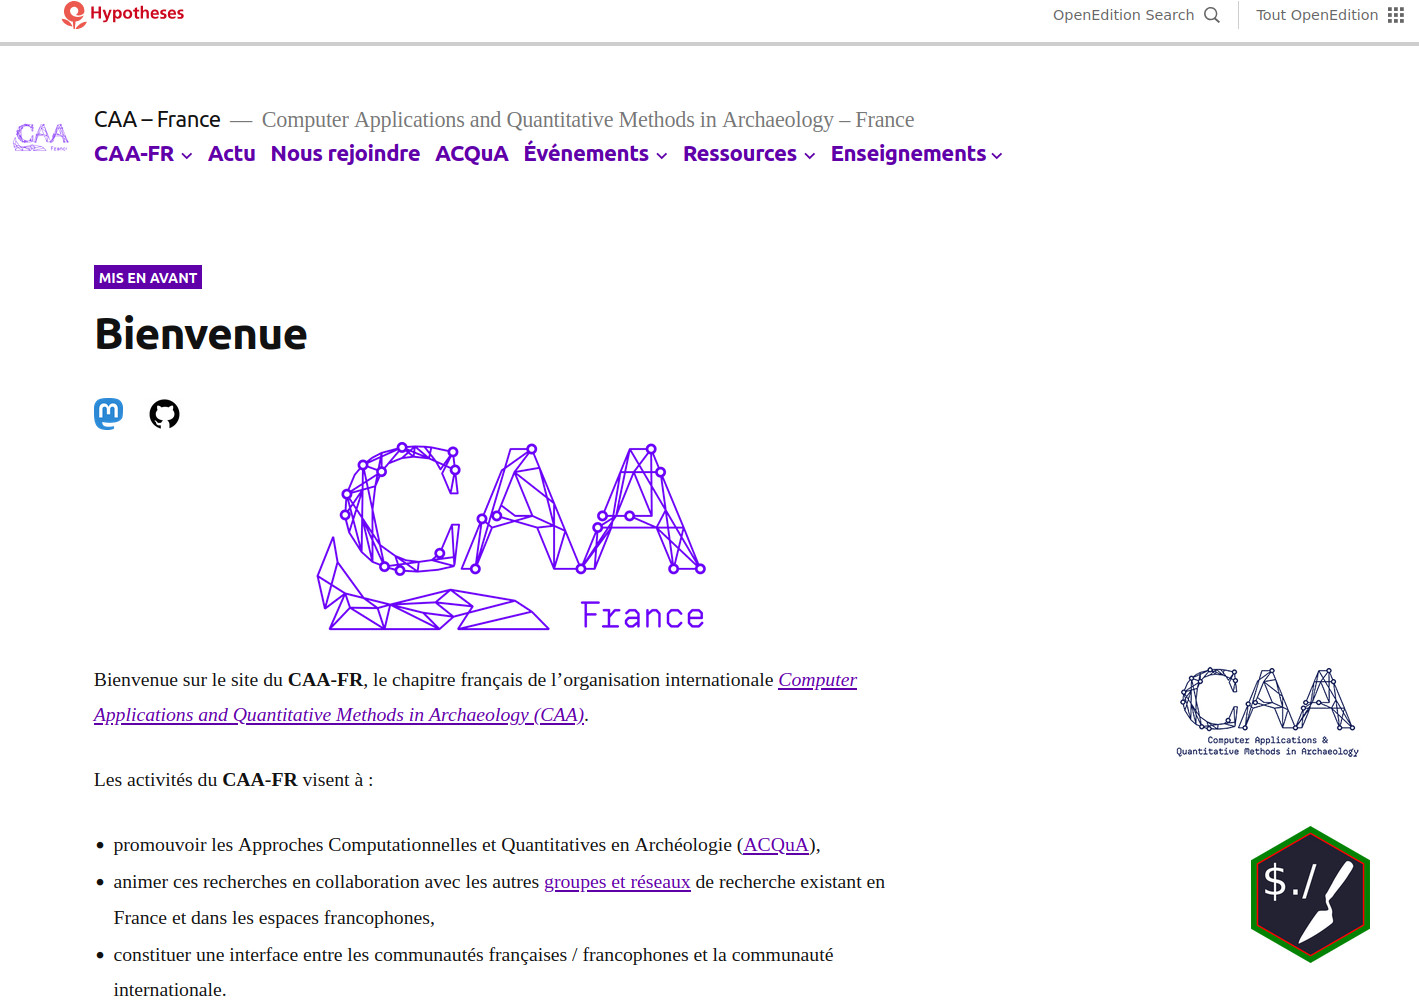 Hypotheses
OpenEdition Search
Tout OpenEdition
CAA France
CAA – France — Computer Applications and Quantitative Methods in Archaeology – France
CAA-FR Actu Nous rejoindre ACQuA Événements Ressources Enseignements
MIS EN AVANT
Bienvenue
CAA
France
Bienvenue sur le site du CAA-FR, le chapitre français de l’organisation internationale Computer
Applications and Quantitative Methods in Archaeology (CAA).
Les activités du CAA-FR visent à :
• promouvoir les Approches Computationnelles et Quantitatives en Archéologie (ACQuA),
• animer ces recherches en collaboration avec les autres groupes et réseaux de recherche existant en
France et dans les espaces francophones,
• constituer une interface entre les communautés françaises / francophones et la communauté
internationale.
CAA
Computer Applications &
Quantitative Methods in Archaeology
$./